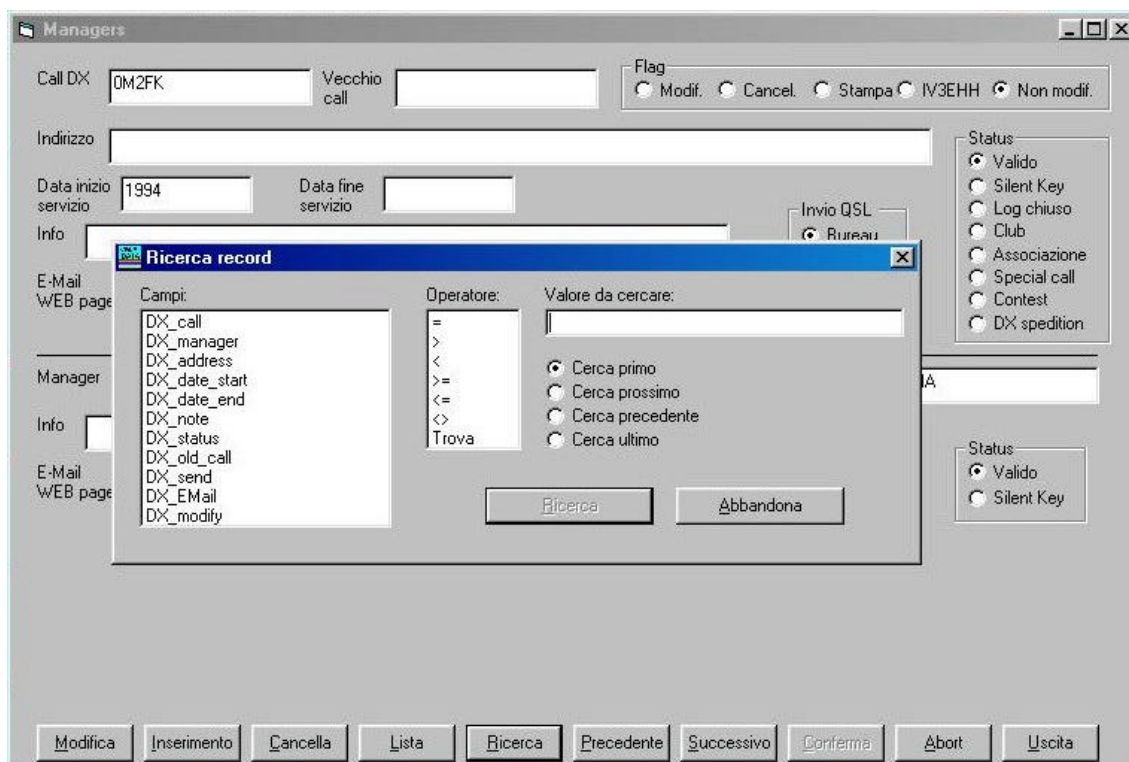 Managers
Call DX
0M2FK
Vecchio call
Flag
Modif.
Cancel.
Stampa
IV3EHH
Non modif.
Indirizzo
Data inizio servizio
1994
Data fine servizio
Info
Invio QSL
Bureau
Status
Valido
Silent Key
Log chiuso
Club
Associazione
Special call
Contest
DX spedition
E-Mail
WEB page
Ricerca record
Campi:
DX_call
DX_manager
DX_address
DX_date_start
DX_date_end
DX_note
DX_status
DX_old_call
DX_send
DX_EMail
DX_modify
Operatore:
=
>
<
>=
<=
<>
Trova
Valore da cercare:
Cerca primo
Cerca prossimo
Cerca precedente
Cerca ultimo
Ricerca
Abbandona
Manager
IA
Info
E-Mail
WEB page
Status
Valido
Silent Key
Modifica
Inserimento
Cancella
Lista
Ricerca
Precedente
Successivo
Conferma
Abort
Uscita